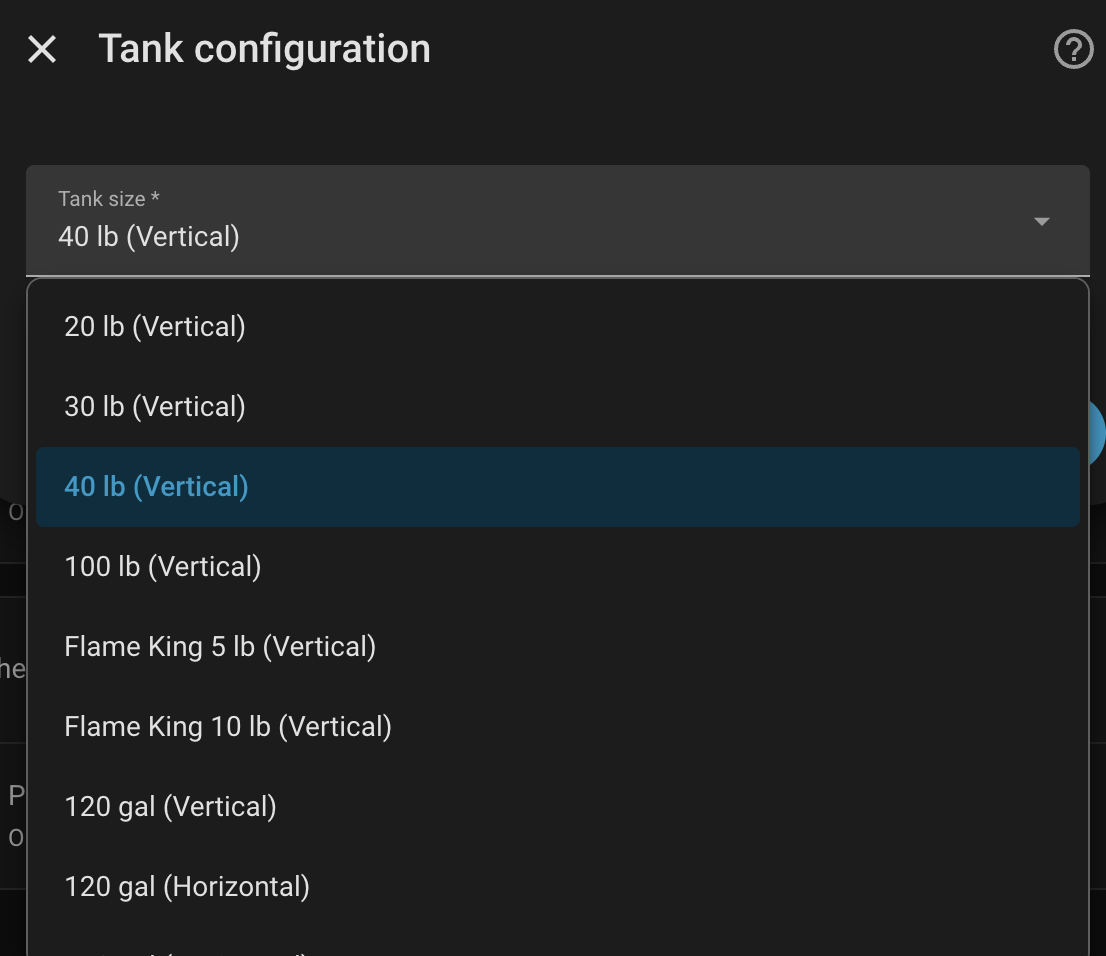 Tank configuration
Tank size *
40 lb (Vertical)
20 lb (Vertical)
30 lb (Vertical)
40 lb (Vertical)
100 lb (Vertical)
Flame King 5 lb (Vertical)
Flame King 10 lb (Vertical)
120 gal (Vertical)
120 gal (Horizontal)